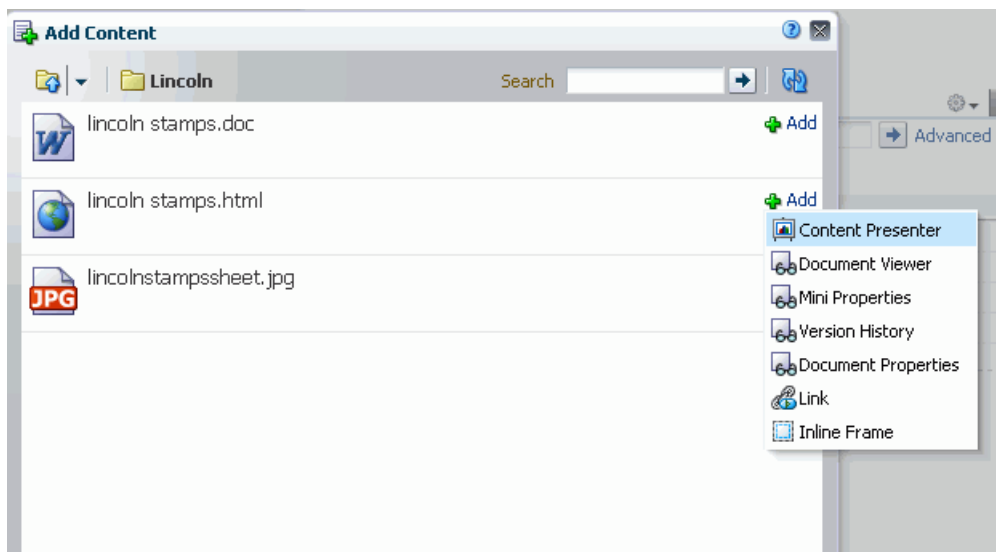 Add Content
Lincoln
Search
Advanced
lincoln stamps.doc
Add
lincoln stamps.html
Add
Content Presenter
Document Viewer
lincolnstampssheet.jpg
JPG
Mini Properties
Version History
Document Properties
Link
Inline Frame